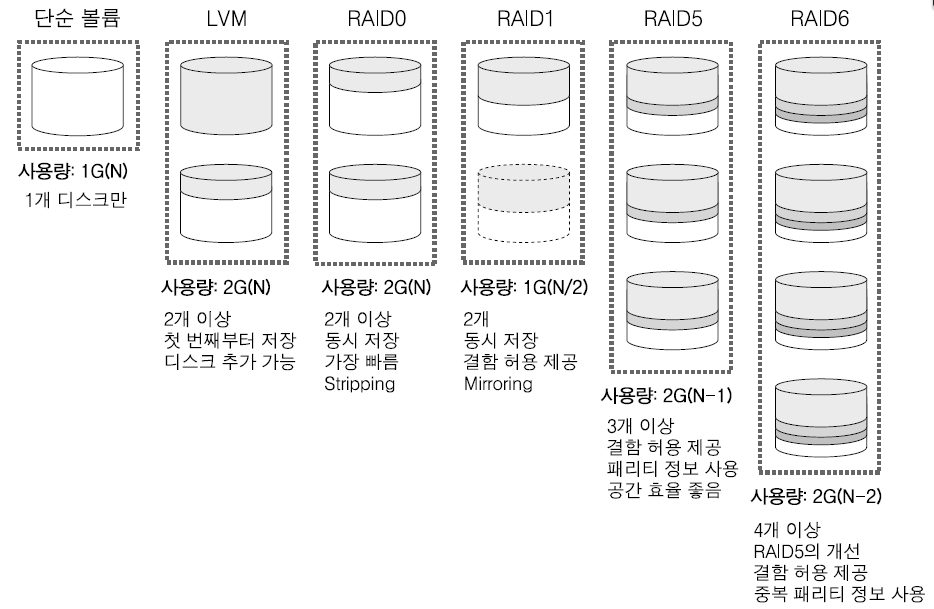 단순 볼륨
LVM
RAID0
RAID1
RAID5
RAID6
사용량: 1G(N)
1개 디스크만
사용량: 2G(N)
2개 이상
첫 번째부터 저장
디스크 추가 가능
사용량: 2G(N)
2개 이상
동시 저장
가장 빠름
Stripping
사용량: 1G(N/2)
2개
동시 저장
결함 허용 제공
Mirroring
사용량: 2G(N-1)
3개 이상
결함 허용 제공
패리티 정보 사용
공간 효율 좋음
사용량: 2G(N-2)
4개 이상
RAID5의 개선
결함 허용 제공
중복 패리티 정보 사용